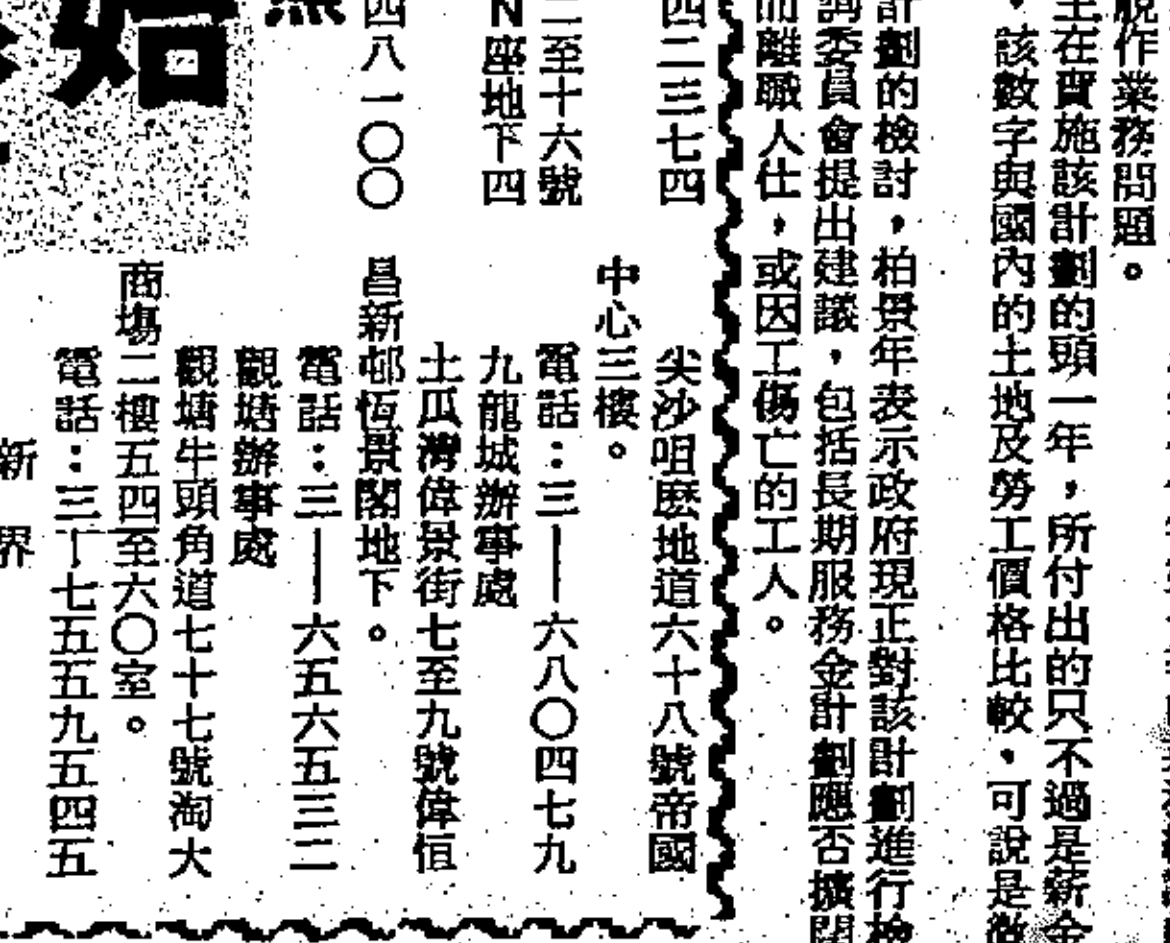 脫作業務問題。
主在實施該計劃的頭一年，所付出的只不過是薪金
，該數字與國內的土地及勞工價格比較，可說是微
計劃的檢討，柏景年表示政府現正對該計劃進行檢
詢委員會提出建議，包括長期服務金計劃應否擴闊
而離職人仕，或因工傷亡的工人。
四二三七四
尖沙咀麼地道六十八號帝國
中心三樓。
二至十六號
電話：三—六八〇四七九
N座地下四
九龍城辦事處
土瓜灣偉景街七至九號偉恒
四八一〇〇
昌新邨恆景閣地下。
電話：三—六五六五三二
觀塘辦事處
觀塘牛頭角道七十七號淘大
商塲二樓五四至六〇室。
電話：三—七五五九五四五
新界